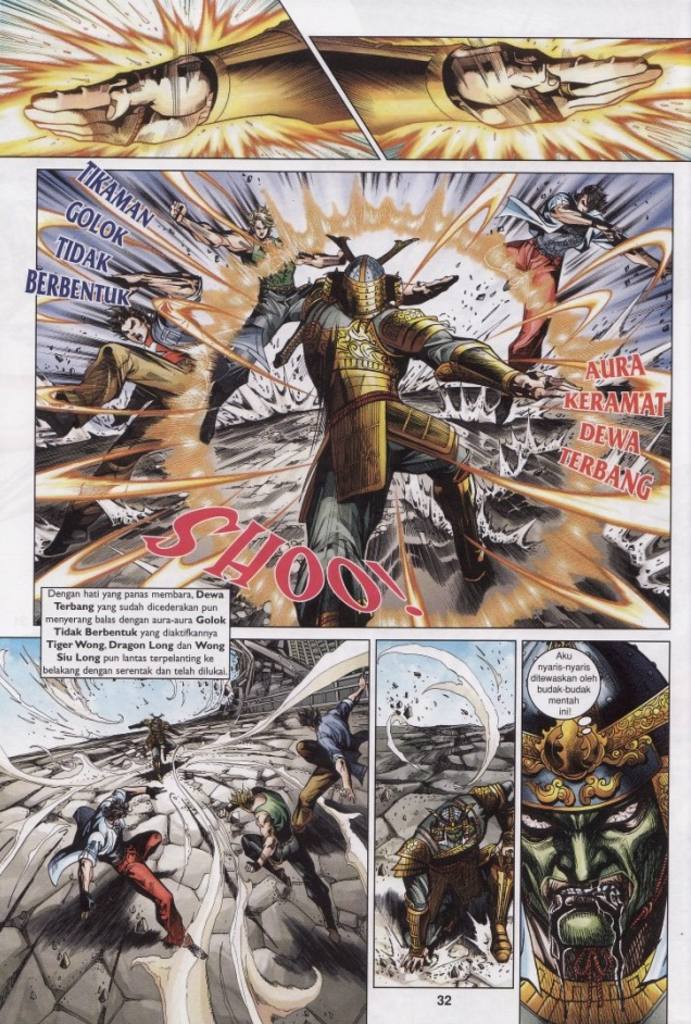 TIKAMAN
GOLOK
TIDAK
BERBENTUK
AURA
KERAMAT
DEWA
TERBANG
SHOO!
Dengan hati yang panas membara, Dewa
Terbang yang sudah dicederakan pun
menyerang balas dengan aura-aura Golok
Tidak Berbentuk yang diaktifkannya
Tiger Wong, Dragon Long dan Wong
Siu Long pun lantas terpelanting ke
belakang dengan serentak dan telah dilukai.
Aku
nyaris-nyaris
ditewaskan oleh
budak-budak
mentah
ini!
32